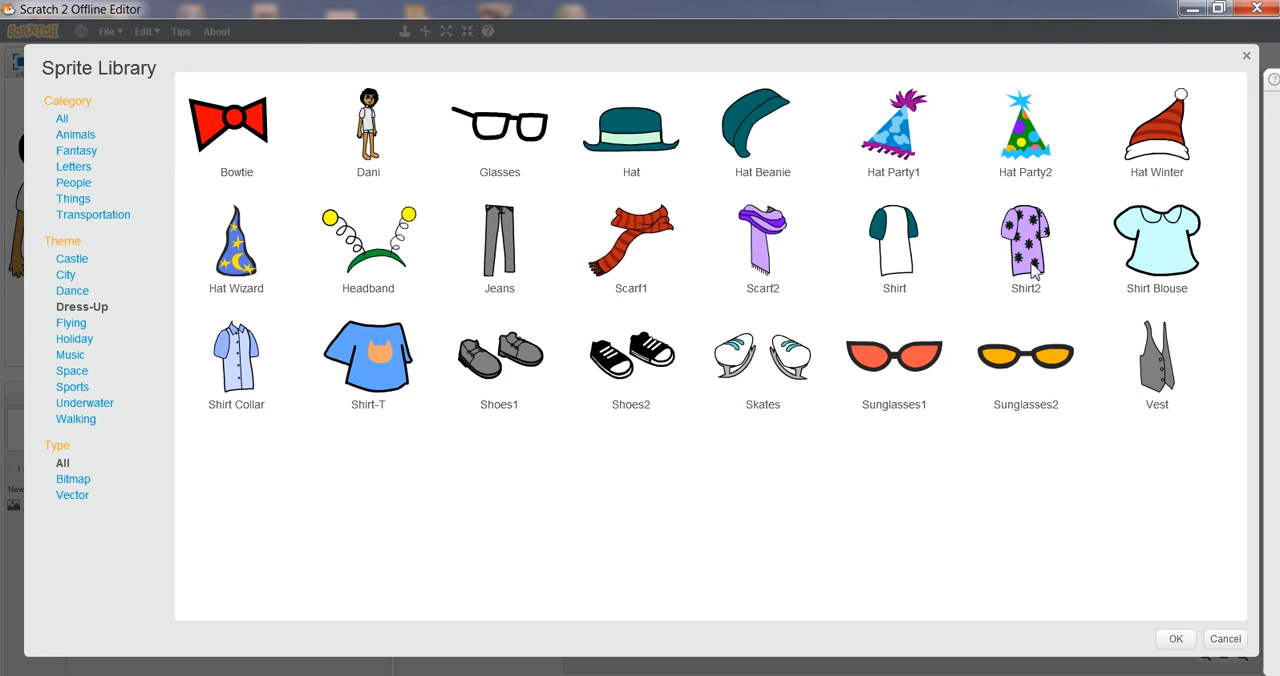 Scratch 2 Offline Editor
SCRATCH File Edit Tips About
Sprite Library
Category
All
Animals
Fantasy
Letters
People
Things
Transportation
Theme
Castle
City
Dance
Dress-Up
Flying
Holiday
Music
Space
Sports
Underwater
Walking
Type
All
Bitmap
Vector
Bowtie Dani Glasses Hat Hat Beanie Hat Party1 Hat Party2 Hat Winter
Hat Wizard Headband Jeans Scarf1 Scarf2 Shirt Shirt2 Shirt Blouse
Shirt Collar Shirt-T Shoes1 Shoes2 Skates Sunglasses1 Sunglasses2 Vest
OK Cancel